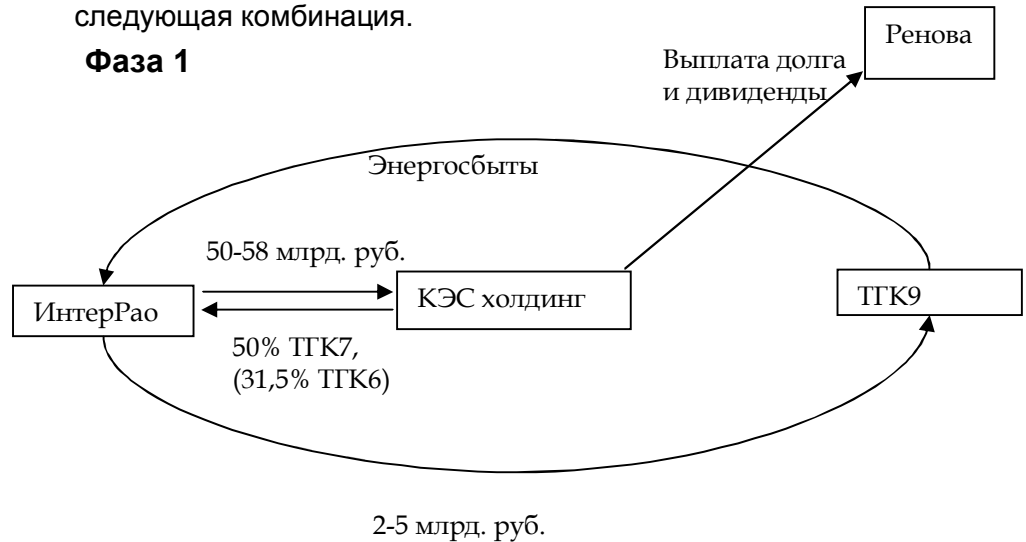 следующая комбинация.
Фаза 1
Ренова
Выплата долга
и дивиденды
Энергосбыты
50-58 млрд. руб.
ИнтерРао
КЭС холдинг
ТГК9
50% ТГК7,
(31,5% ТГК6)
2-5 млрд. руб.